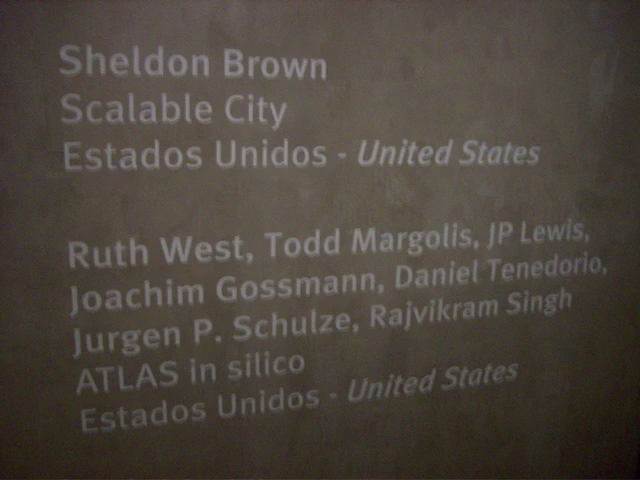 Sheldon Brown
Scalable City
Estados Unidos - United States
Ruth West, Todd Margolis, JP Lewis,
Joachim Gossmann, Daniel Tenedorio,
Jurgen P. Schulze, Rajvikram Singh
ATLAS in silico
Estados Unidos - United States